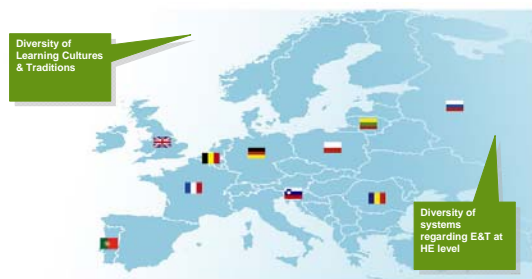 Diversity of
Learning Cultures
& Traditions
Diversity of
systems
regarding E&T at
HE level